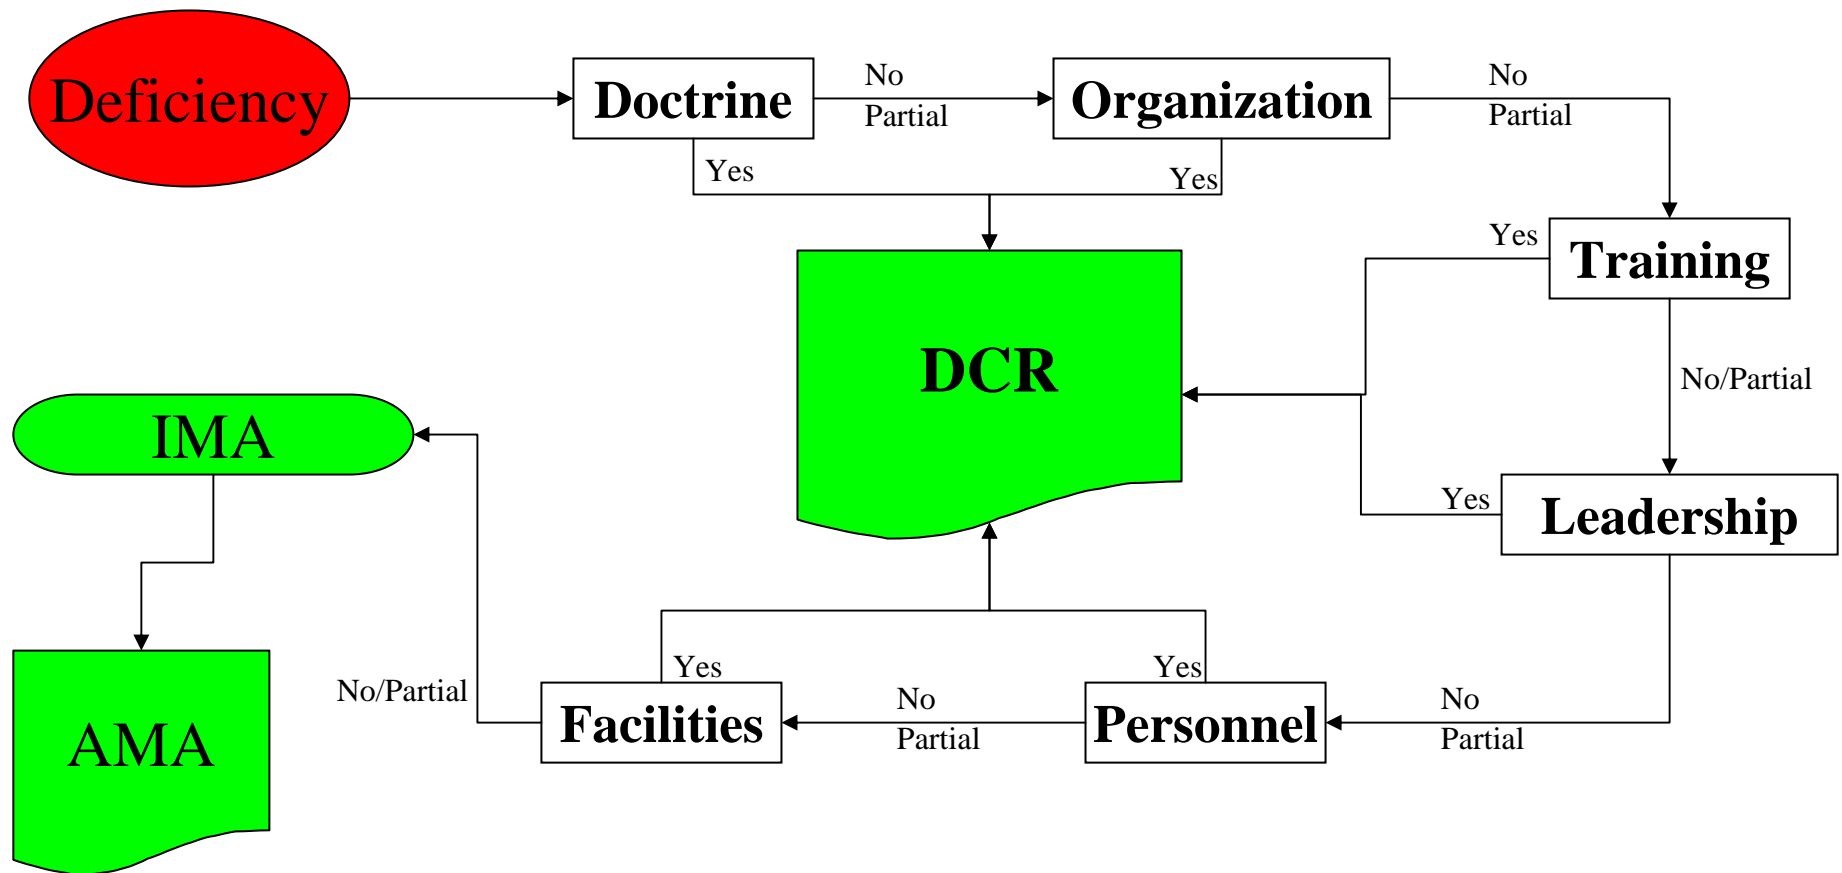 Deficiency
Doctrine
No
Partial
Organization
No
Partial
Yes
Yes
Yes
Training
DCR
No/Partial
IMA
Yes
Leadership
Yes
Yes
No/Partial
Facilities
No
Partial
Personnel
No
Partial
AMA